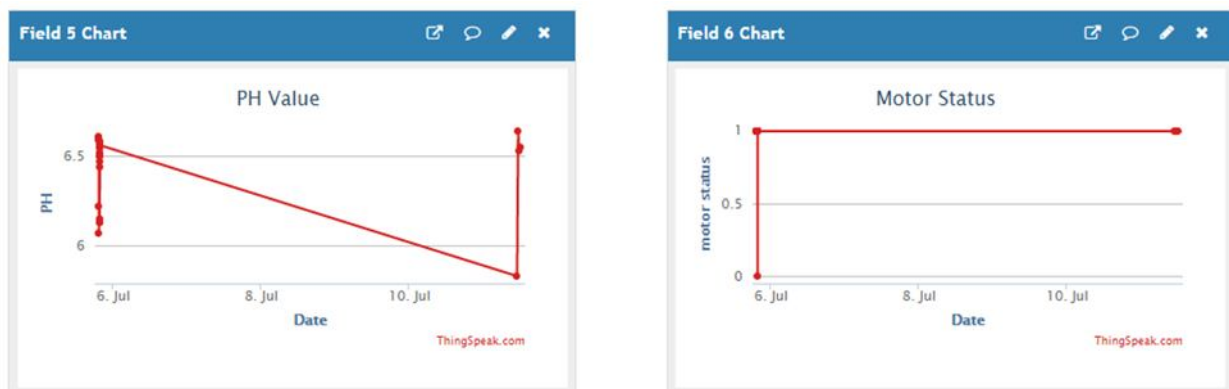 Field 5 Chart
PH Value
6.5
6
PH
6. Jul
8. Jul
10. Jul
Date
ThingSpeak.com
Field 6 Chart
Motor Status
1
0.5
0
motor status
6. Jul
8. Jul
10. Jul
Date
ThingSpeak.com